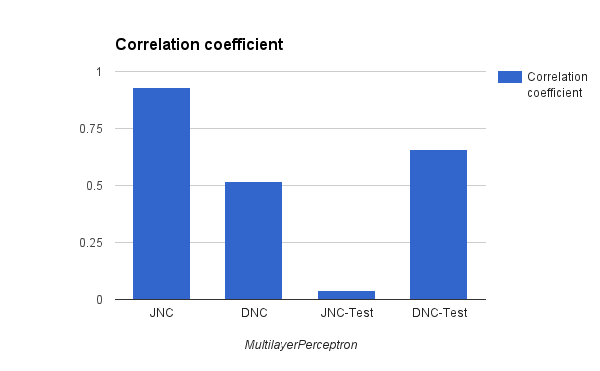 Correlation coefficient
1
0.75
0.5
0.25
0
JNC
DNC
JNC-Test
DNC-Test
MultilayerPerceptron
Correlation
coefficient